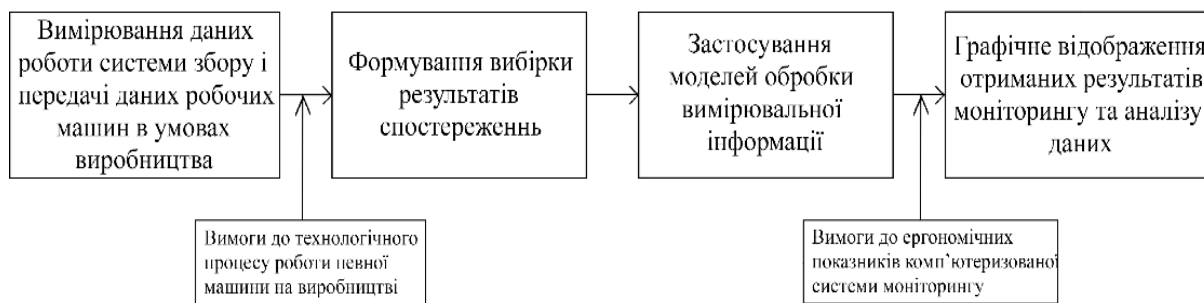 Вимірювання даних
роботи системи збору і
передачі даних робочих
машин в умовах
виробництва
Формування вибірки
результатів
спостереженнь
Застосування
моделей обробки
вимірювальної
інформації
Графічне відображення
отриманих результатів
моніторингу та аналізу
даних
Вимоги до технологічного
процесу роботи певної
машини на виробництві
Вимоги до ергономічних
показників комп’ютеризованої
системи моніторингу